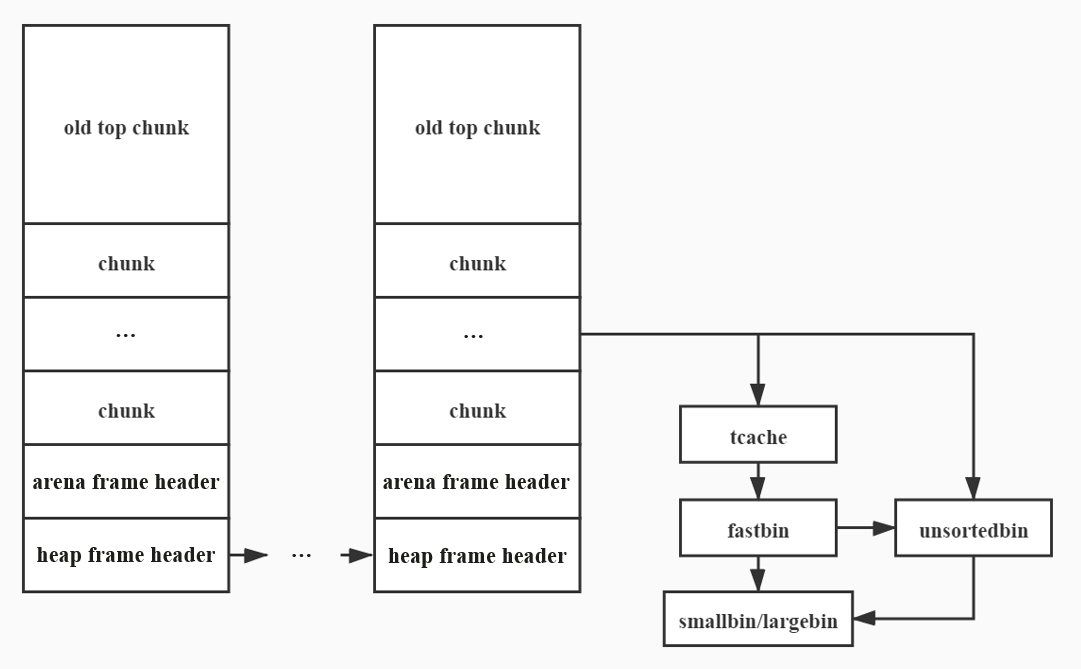 old top chunk
chunk
...
chunk
arena frame header
heap frame header
...
old top chunk
chunk
...
chunk
arena frame header
heap frame header
tcache
fastbin
unsortedbin
smallbin/largebin